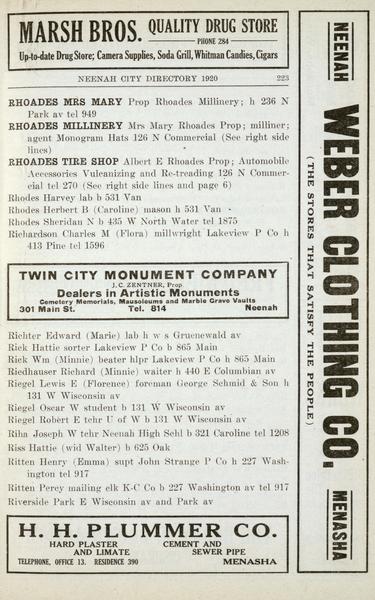 MARSH BROS. QUALITY DRUG STORE
PHONE 284
Up-to-date Drug Store; Camera Supplies, Soda Grill, Whitman Candies, Cigars
NEENAH CITY DIRECTORY 1920 223
RHOADES MRS MARY Prop Rhoades Millinery; h 236 N
Park av tel 949
RHOADES MILLINERY Mrs Mary Rhoades Prop; milliner;
agent Monogram Hats 126 N Commercial (See right side
lines)
RHOADES TIRE SHOP Albert E Rhoades Prop; Automobile
Accessories Vulcanizing and Re-treading 126 N Commer-
cial tel 270 (See right side lines and page 6)
Rhodes Harvey lab b 531 Van
Rhodes Herbert B (Caroline) mason h 531 Van
Rhodes Sheridan N b 435 W North Water tel 1875
Richardson Charles M (Flora) millwright Lakeview P Co h
413 Pine tel 1596
TWIN CITY MONUMENT COMPANY
J. C. ZENTNER, Prop.
Dealers in Artistic Monuments
Cemetery Memorials, Mausoleums and Marble Grave Vaults
301 Main St. Tel. 814 Neenah
Richter Edward (Marie) lab h w s Gruenewald av
Rick Hattie sorter Lakeview P Co b 865 Main
Rick Wm (Minnie) beater hlpr Lakeview P Co h 865 Main
Riedhauser Richard (Minnie) waiter h 440 E Columbian av
Riegel Lewis E (Florence) foreman George Schmid & Son h
131 W Wisconsin av
Riegel Oscar W student b 131 W Wisconsin av
Riegel Robert E tchr U of W b 131 W Wisconsin av
Riha Joseph W tchr Neenah High Schl b 321 Caroline tel 1208
Riss Hattie (wid Walter) b 625 Oak
Ritten Henry (Emma) supt John Strange P Co h 227 Wash-
ington tel 917
Ritten Percy mailing clk K-C Co b 227 Washington av tel 917
Riverside Park E Wisconsin av and Park av
H. H. PLUMMER CO.
HARD PLASTER CEMENT AND
AND LIMATE SEWER PIPE
TELEPHONE, OFFICE 13. RESIDENCE 390 MENASHA
NEENAH WEBER CLOTHING CO. MENASHA
(THE STORES THAT SATISFY THE PEOPLE)